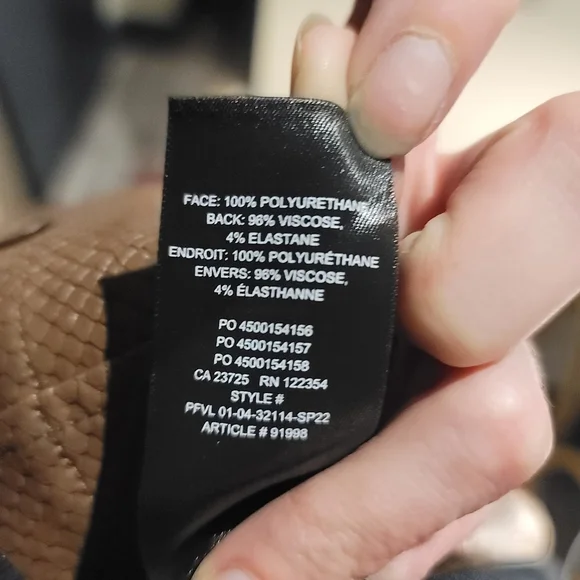 FACE: 100% POLYURETHANE
BACK: 96% VISCOSE,
4% ELASTANE
ENDROIT: 100% POLYURÉTHANE
ENVERS: 96% VISCOSE,
4% ÉLASTHANNE
PO 4500154156
PO 4500154157
PO 4500154158
CA 23725 RN 122354
STYLE #
PFVL 01-04-32114-SP22
ARTICLE # 91998